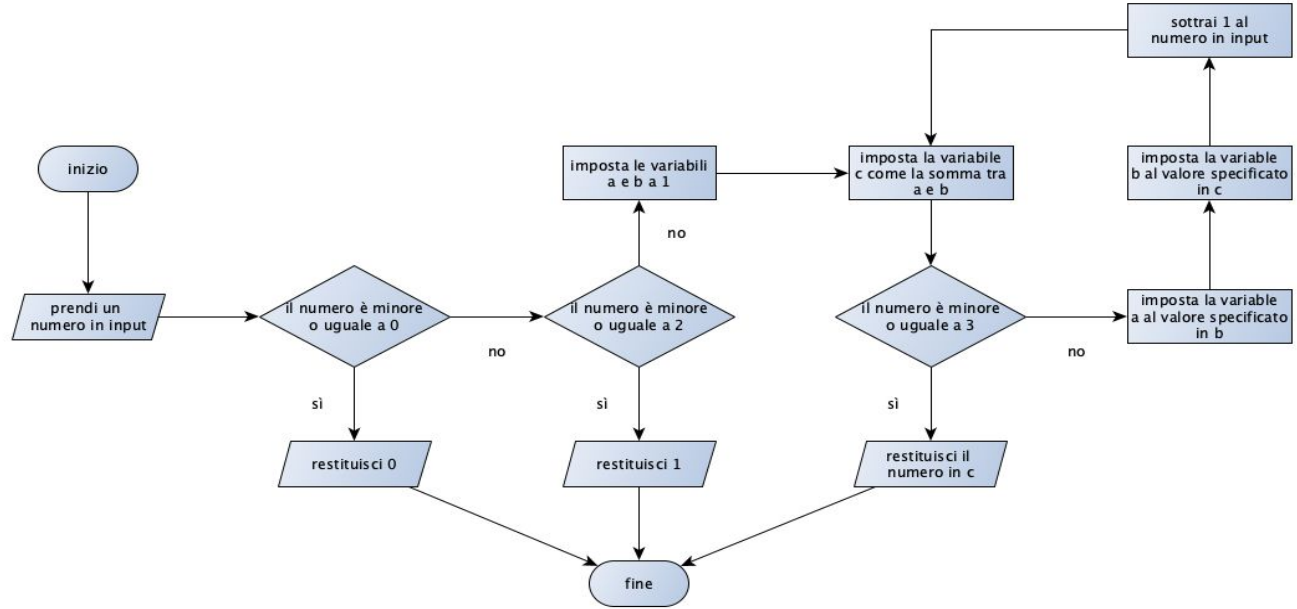 inizio
prendi un
numero in input
il numero è minore
o uguale a 0
sì
no
restituisci 0
il numero è minore
o uguale a 2
sì
no
restituisci 1
imposta le variabili
a e b a 1
imposta la variabile
c come la somma tra
a e b
il numero è minore
o uguale a 3
sì
no
restituisci il
numero in c
imposta la variable
a al valore specificato
in b
imposta la variable
b al valore specificato
in c
sottrai 1 al
numero in input
fine